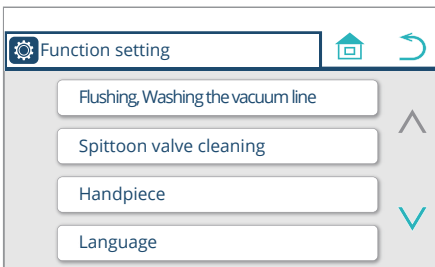 Function setting
Flushing, Washing the vacuum line
Spittoon valve cleaning
Handpiece
Language